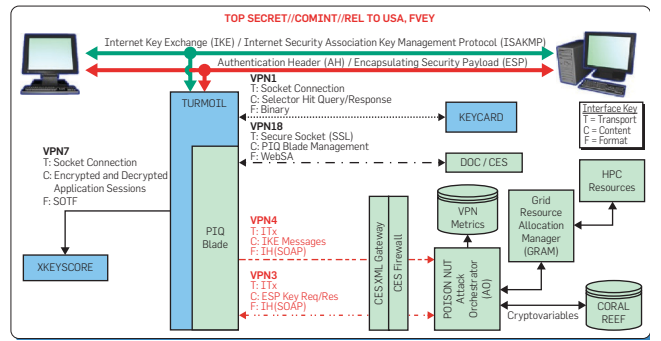 TOP SECRET//COMINT//REL TO USA, FVEY
Internet Key Exchange (IKE) / Internet Security Association Key Management Protocol (ISAKMP)
Authentication Header (AH) / Encapsulating Security Payload (ESP)
VPN1
T: Socket Connection
C: Selector Hit Query/Response
F: Binary
TURMOIL
KEYCARD
Interface Key
T = Transport
C = Content
F = Format
VPN18
T: Secure Socket (SSL)
C: PIQ Blade Management
F: WebSA
DOC / CES
VPN7
T: Socket Connection
C: Encrypted and Decrypted
Application Sessions
F: SOTF
XKEYSCORE
PIQ
Blade
VPN4
T: ITx
C: IKE Messages
F: IH(SOAP)
VPN3
T: ITx
C: ESP Key Req/Res
F: IH(SOAP)
CES XML Gateway
CES Firewall
VPN
Metrics
POISON NUT
Attack
Orchestrator
(AO)
Grid
Resource
Allocation
Manager
(GRAM)
HPC
Resources
Cryptovariables
CORAL
REEF